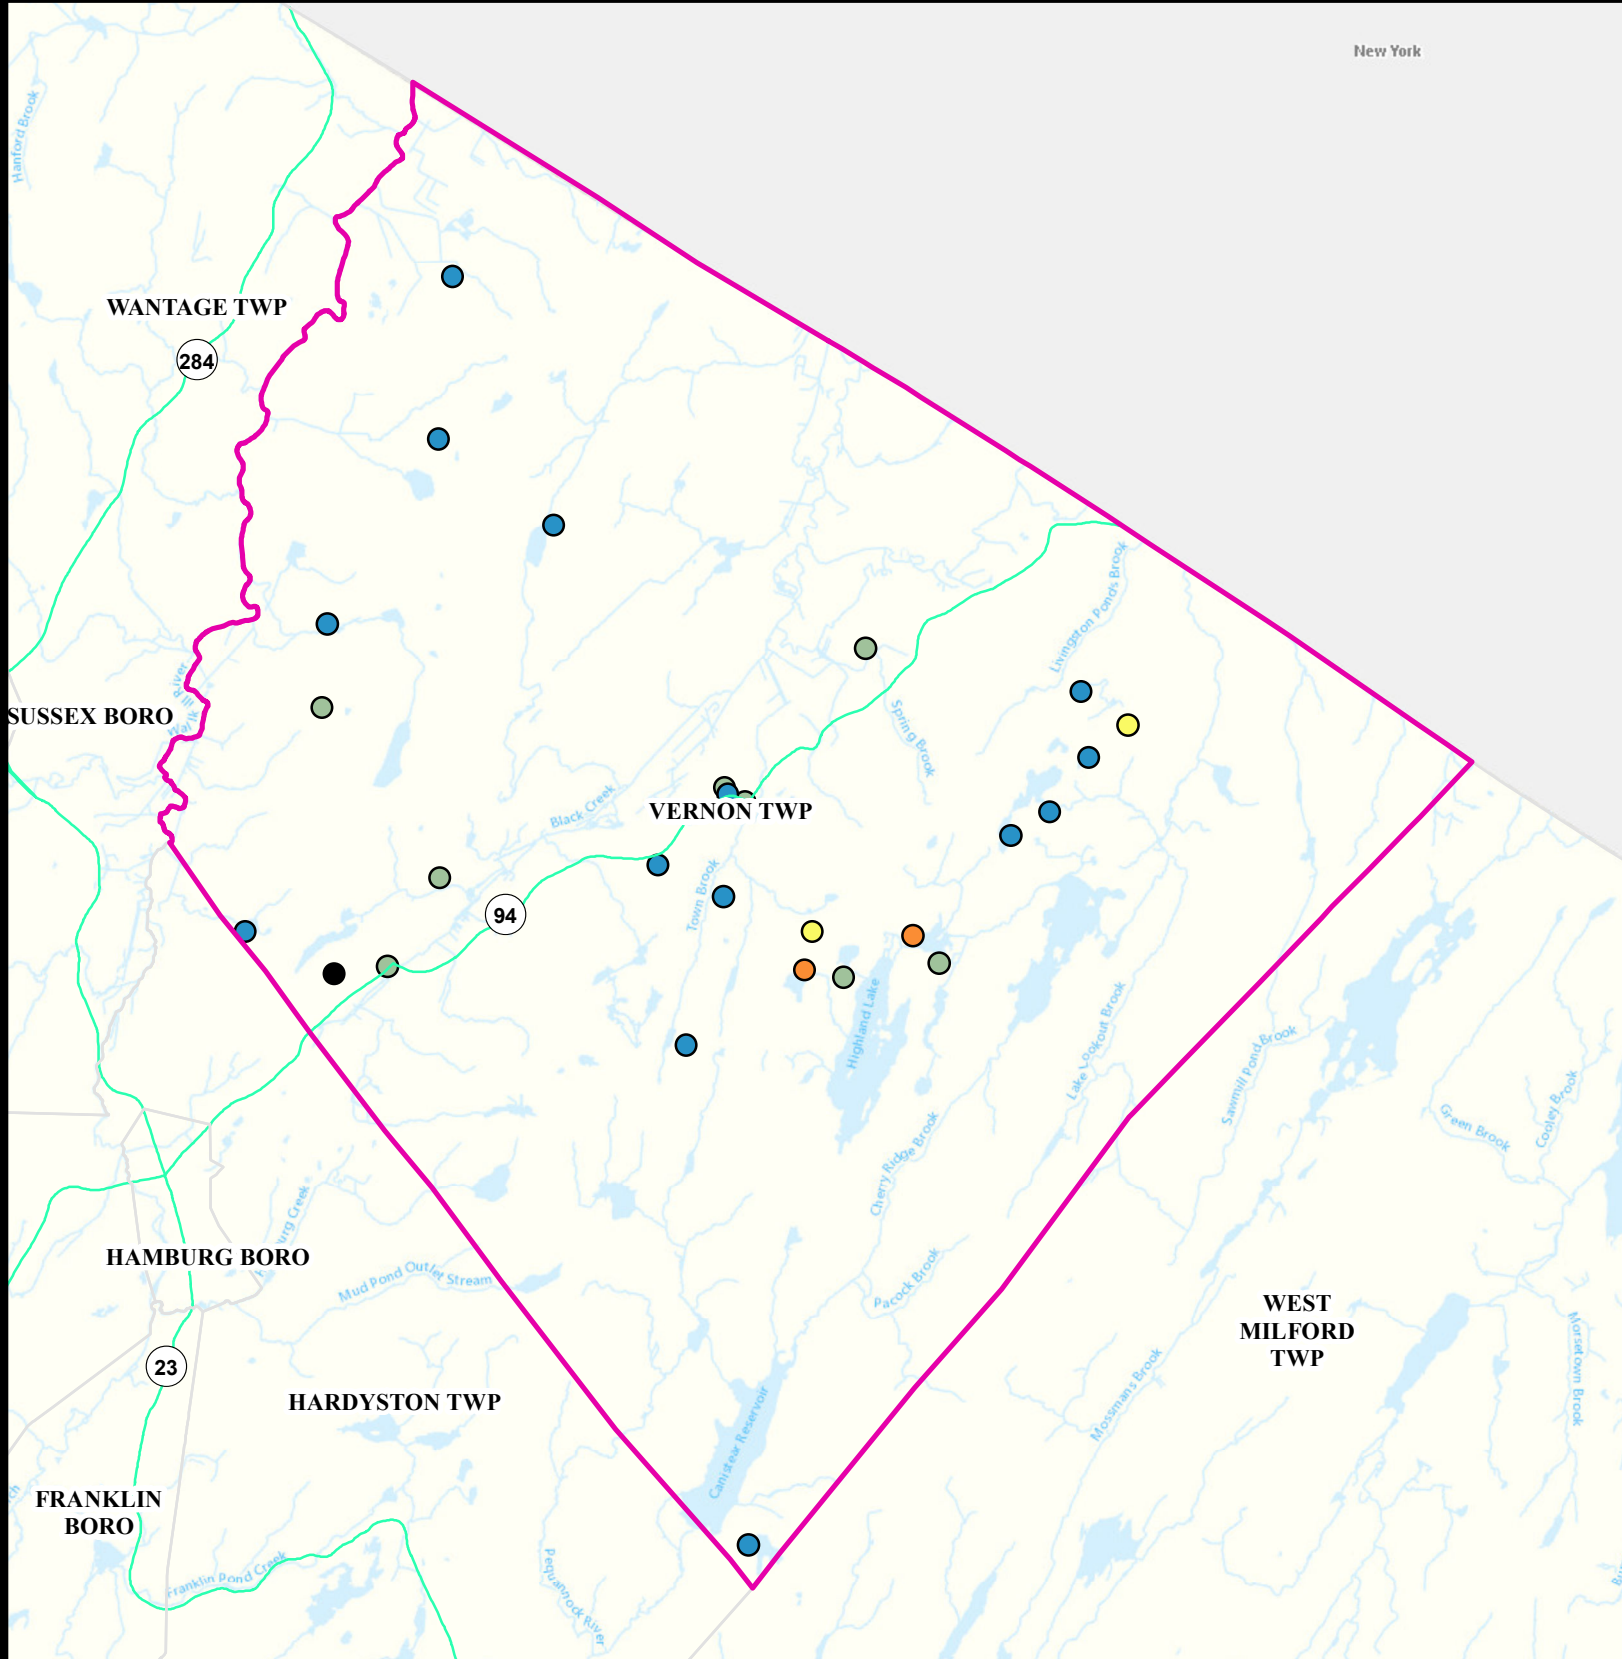 New York
Hanford Brook
WANTAGE TWP
284
Livingston Ponds Brook
SUSSEX BORO
River
Spring Brook
Black Creek
VERNON TWP
Town Brook
94
Highland Lake
Lake Lookout Brook
Sawmill Pond Brook
Green Brook
Cooley Brook
Cherry Ridge Brook
HAMBURG BORO
Mud Pond Outlet Stream
Pacock Brook
WEST
MILFORD
TWP
Morsetown Brook
23
Mossmans Brook
HARDYSTON TWP
Canistear Reservoir
FRANKLIN
BORO
Franklin Pond Creek
Pequannock River